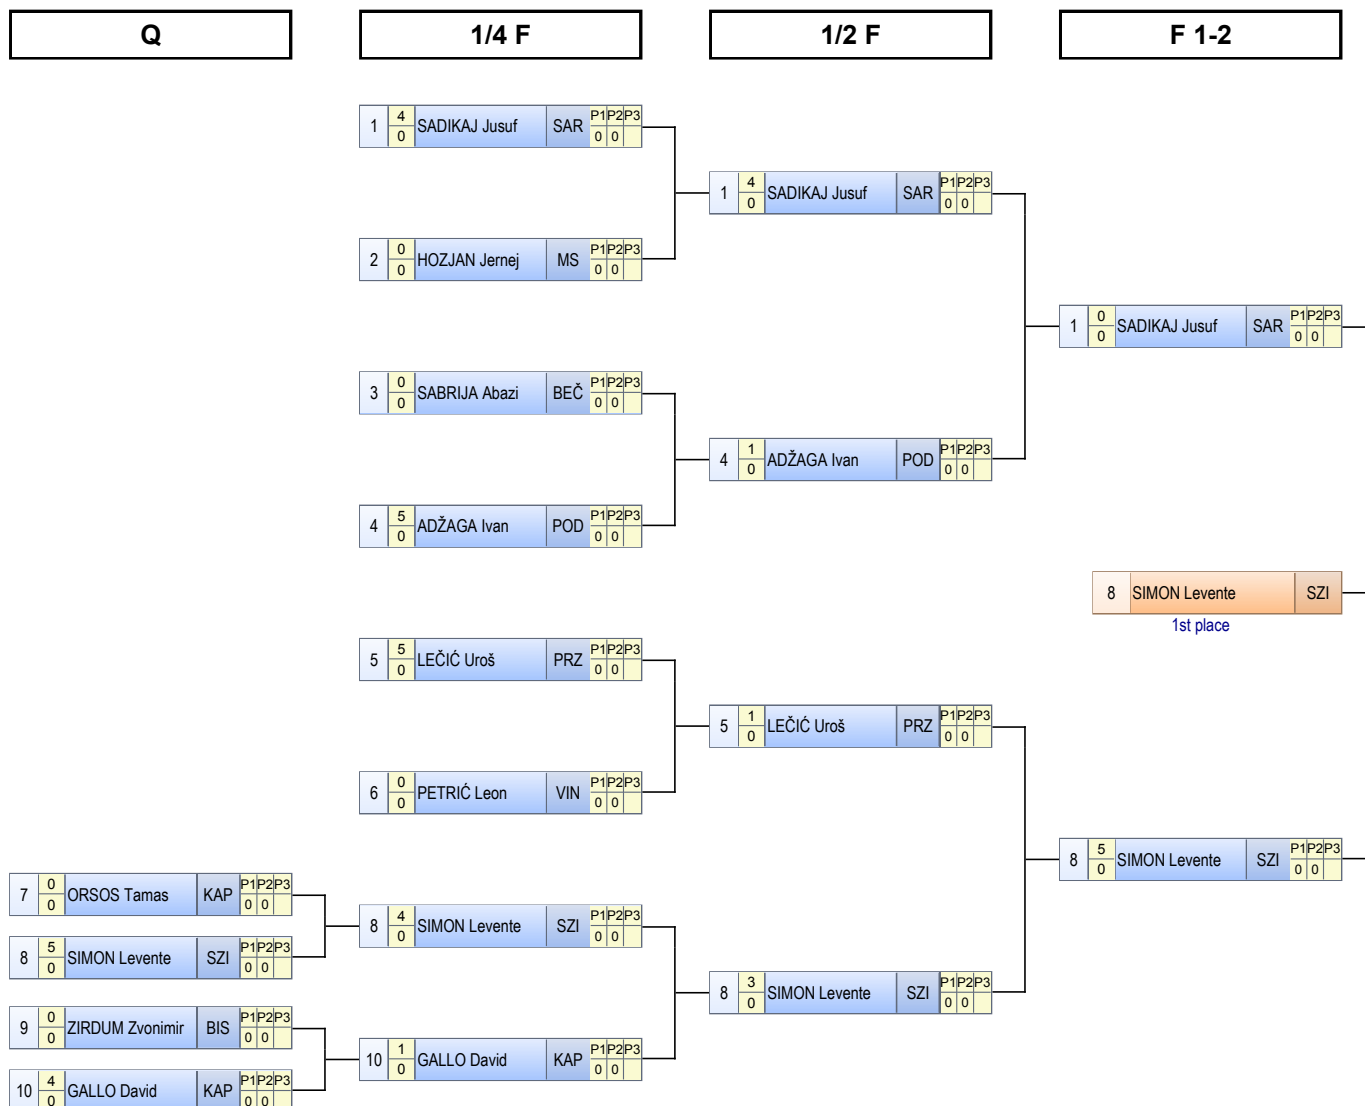 Q 1/4 F 1/2 F F 1-2
1 4 0 SADIKAJ Jusuf SAR P1 P2 P3 0 0
2 0 0 HOZJAN Jernej MS P1 P2 P3 0 0
3 0 0 SABRIJA Abazi BEČ P1 P2 P3 0 0
4 5 0 ADŽAGA Ivan POD P1 P2 P3 0 0
5 5 0 LEČIĆ Uroš PRZ P1 P2 P3 0 0
6 0 0 PETRIĆ Leon VIN P1 P2 P3 0 0
7 0 0 ORSOS Tamas KAP P1 P2 P3 0 0
8 5 0 SIMON Levente SZI P1 P2 P3 0 0
9 0 0 ZIRDUM Zvonimir BIS P1 P2 P3 0 0
10 4 0 GALLO David KAP P1 P2 P3 0 0
8 4 0 SIMON Levente SZI P1 P2 P3 0 0
10 1 0 GALLO David KAP P1 P2 P3 0 0
1 4 0 SADIKAJ Jusuf SAR P1 P2 P3 0 0
4 1 0 ADŽAGA Ivan POD P1 P2 P3 0 0
5 1 0 LEČIĆ Uroš PRZ P1 P2 P3 0 0
8 3 0 SIMON Levente SZI P1 P2 P3 0 0
1 0 0 SADIKAJ Jusuf SAR P1 P2 P3 0 0
8 SIMON Levente SZI
1st place
8 5 0 SIMON Levente SZI P1 P2 P3 0 0